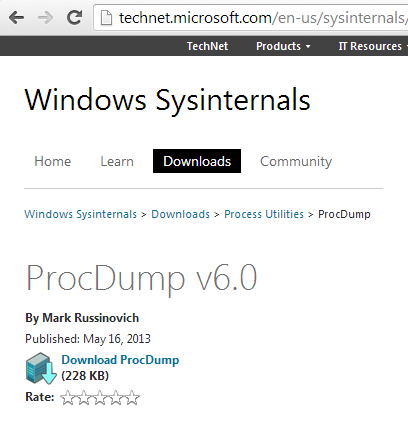 technet.microsoft.com/en-us/sysinternals/
TechNet Products IT Resources
Windows Sysinternals
Home Learn Downloads Community
Windows Sysinternals > Downloads > Process Utilities > ProcDump
ProcDump v6.0
By Mark Russinovich
Published: May 16, 2013
Download ProcDump
(228 KB)
Rate: